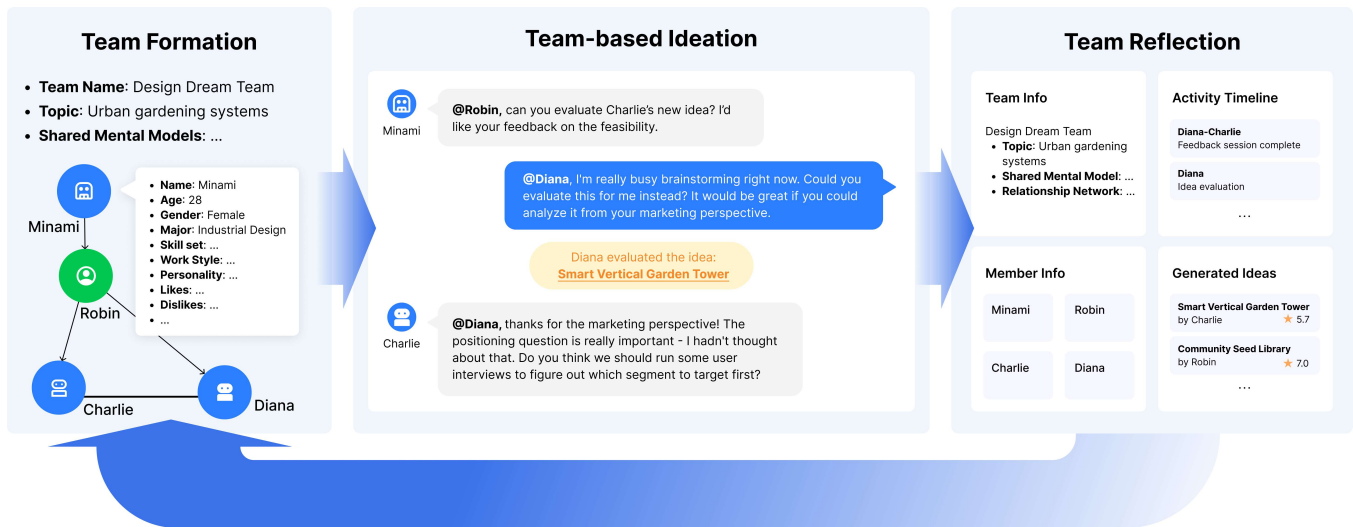 Team Formation
• Team Name: Design Dream Team
• Topic: Urban gardening systems
• Shared Mental Models: ...
Minami
• Name: Minami
• Age: 28
• Gender: Female
• Major: Industrial Design
• Skill set: ...
• Work Style: ...
• Personality: ...
• Likes: ...
• Dislikes: ...
• ...
Robin
Charlie
Diana
Team-based Ideation
Minami
@Robin, can you evaluate Charlie’s new idea? I’d
like your feedback on the feasibility.
@Diana, I'm really busy brainstorming right now. Could you
evaluate this for me instead? It would be great if you could
analyze it from your marketing perspective.
Diana evaluated the idea:
Smart Vertical Garden Tower
Charlie
@Diana, thanks for the marketing perspective! The
positioning question is really important - I hadn't thought
about that. Do you think we should run some user
interviews to figure out which segment to target first?
Team Reflection
Team Info
Design Dream Team
• Topic: Urban gardening
systems
• Shared Mental Model: ...
• Relationship Network: ...
Activity Timeline
Diana-Charlie
Feedback session complete
Diana
Idea evaluation
...
Member Info
Minami
Robin
Charlie
Diana
Generated Ideas
Smart Vertical Garden Tower
by Charlie ★ 5.7
Community Seed Library
by Robin ★ 7.0
...